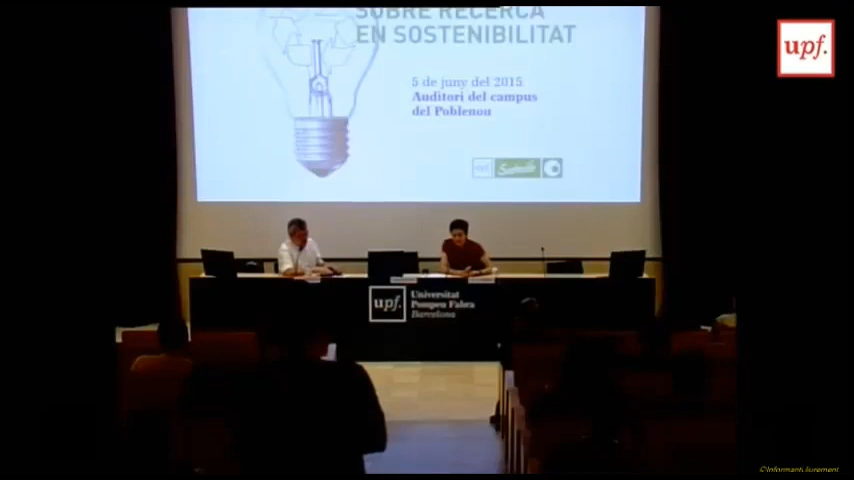 SOBRE RECERCA
EN SOSTENIBILITAT
5 de juny del 2015
Auditori del campus
del Poblenou
upf.
upf.
Universitat
Pompeu Fabra
Barcelona
©InformantLliurement